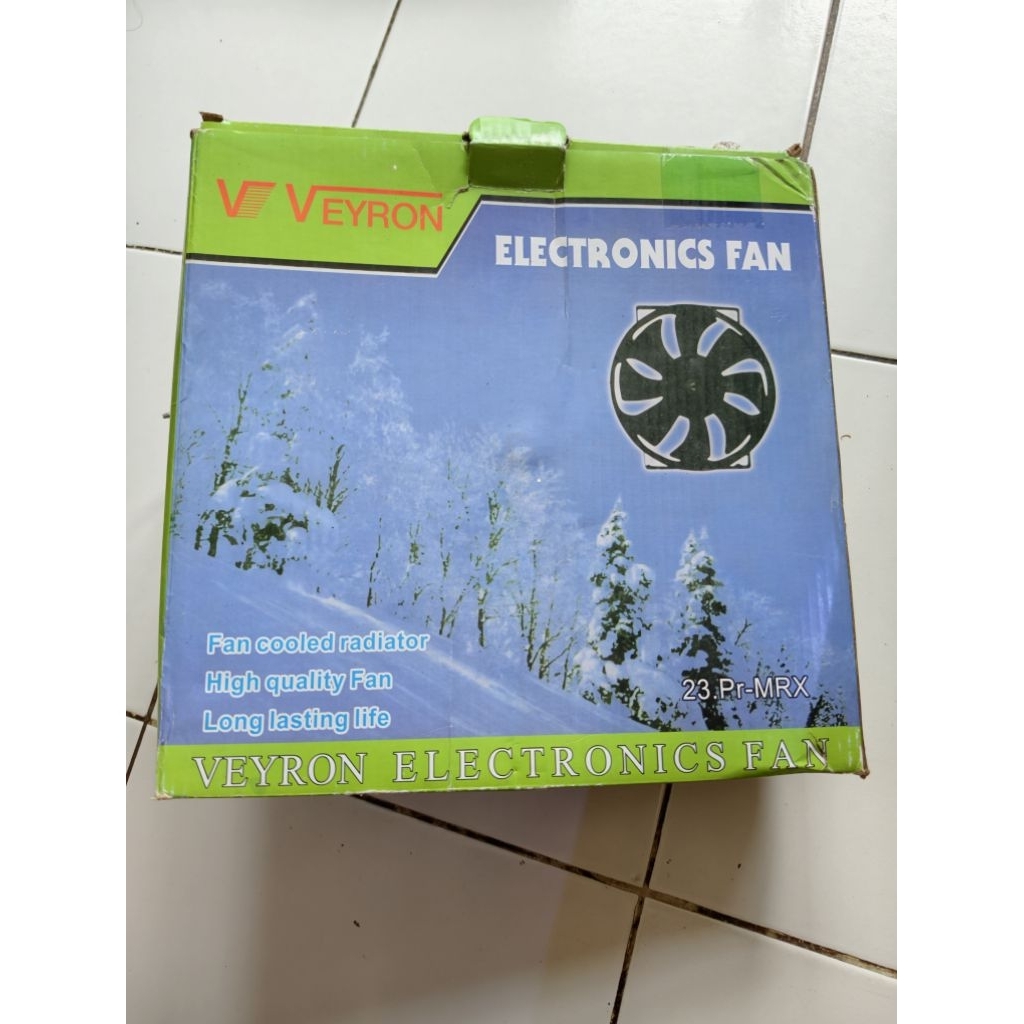 VEYRON
ELECTRONICS FAN
Fan cooled radiator
High quality Fan
Long lasting life
23.Pr-MRX
VEYRON ELECTRONICS FAN